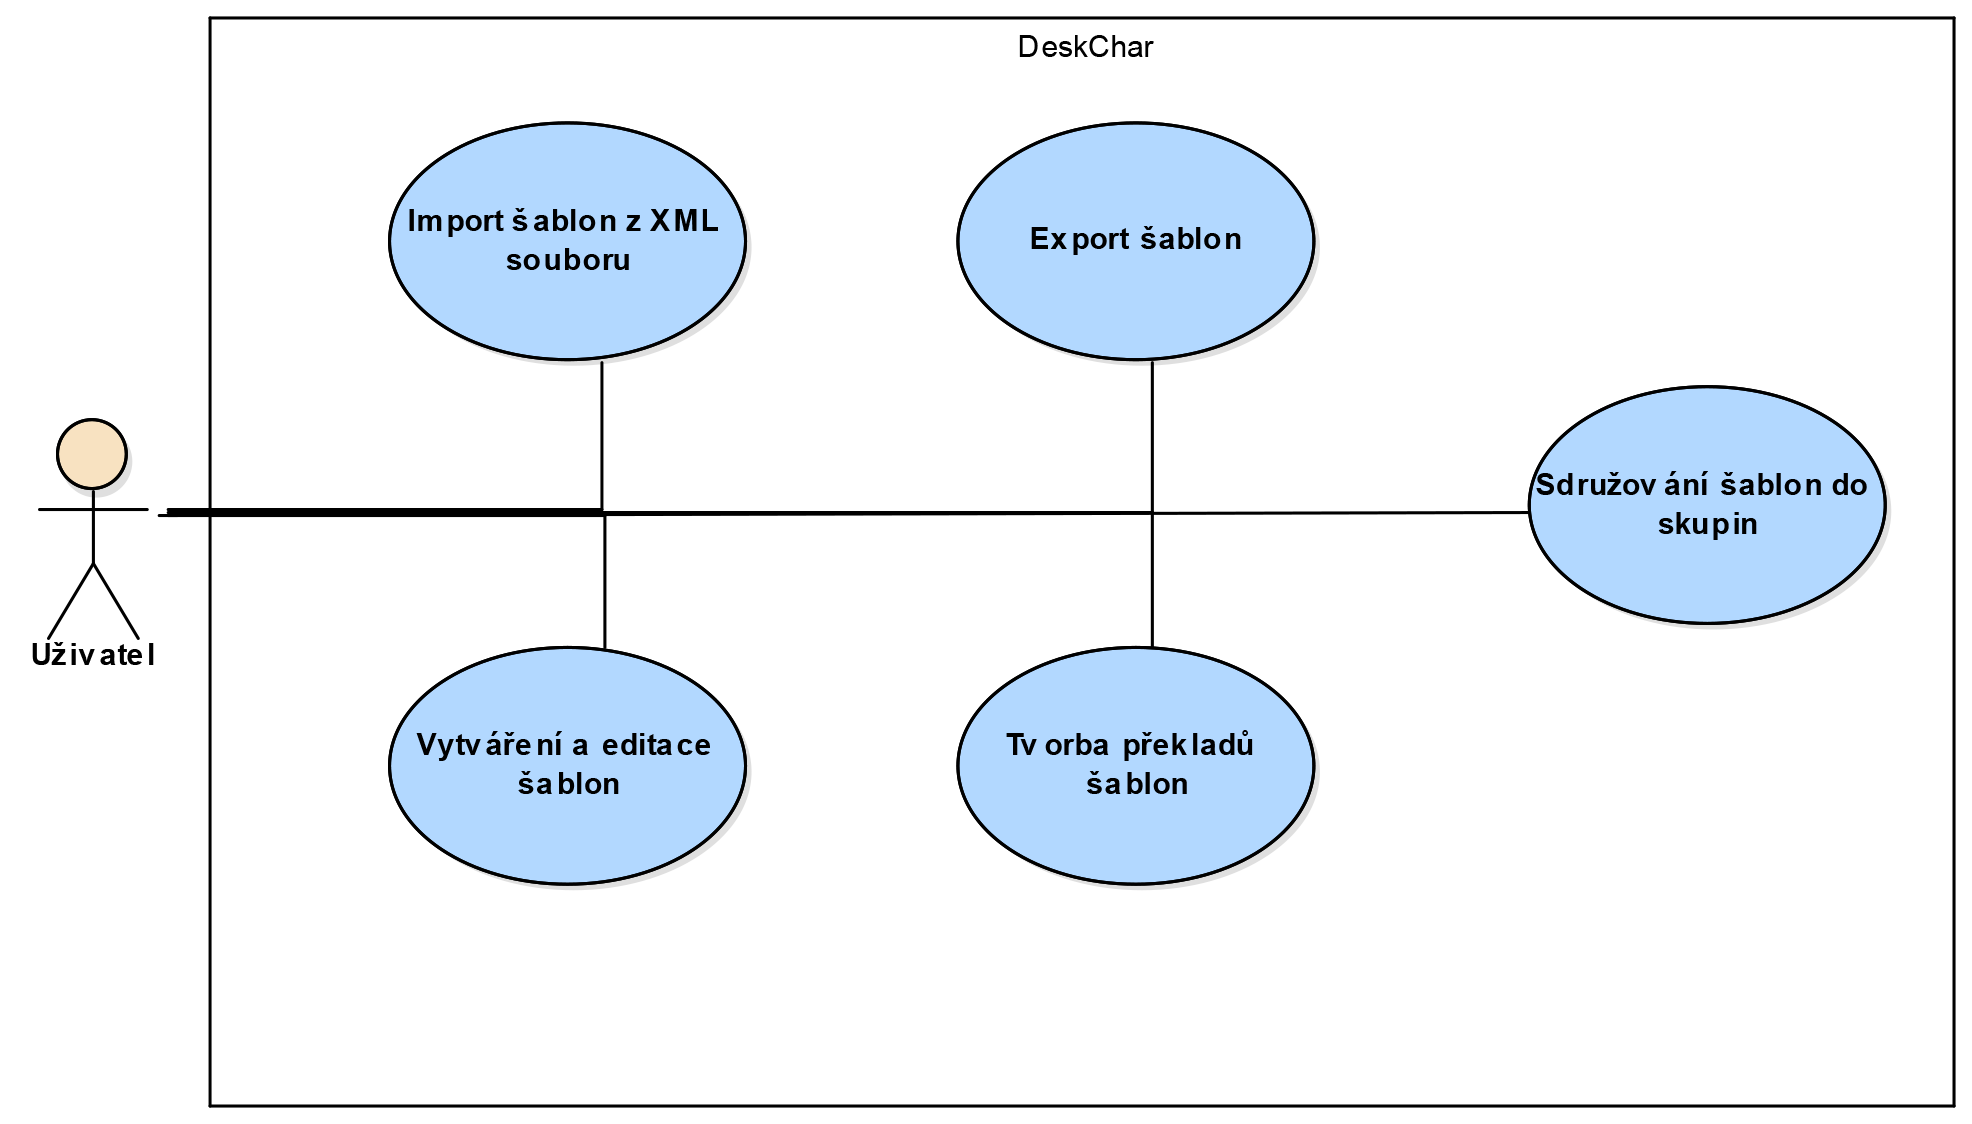 DeskChar
Import šablon z XML
souboru
Export šablon
Sdružování šablon do
skupin
Uživatel
Vytváření a editace
šablon
Tvorba překladů
šablon